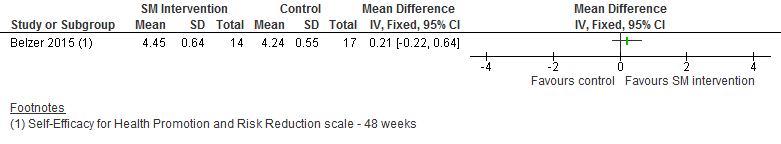 SM Intervention Control Mean Difference Mean Difference
Study or Subgroup Mean SD Total Mean SD Total IV, Fixed, 95% CI IV, Fixed, 95% CI
Belzer 2015 (1) 4.45 0.64 14 4.24 0.55 17 0.21 [-0.22, 0.64]
-4 -2 0 2 4
Favours control Favours SM intervention
Footnotes
(1) Self-Efficacy for Health Promotion and Risk Reduction scale - 48 weeks